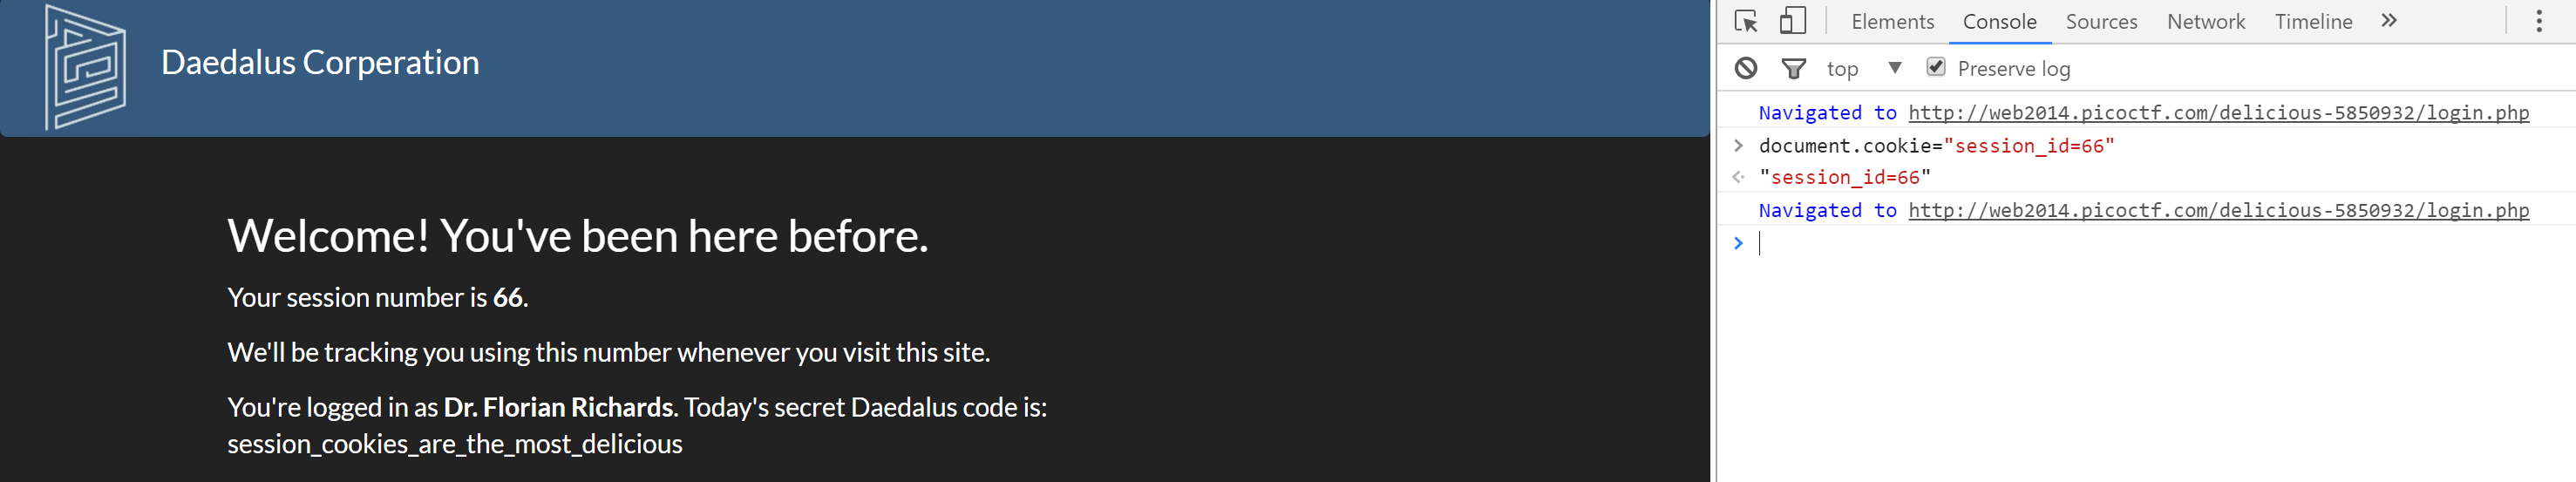 Daedalus Corperation
Welcome! You've been here before.
Your session number is 66.
We'll be tracking you using this number whenever you visit this site.
You're logged in as Dr. Florian Richards. Today's secret Daedalus code is:
session_cookies_are_the_most_delicious
Elements Console Sources Network Timeline »
top ▼ Preserve log
Navigated to http://web2014.picoctf.com/delicious-5850932/login.php
> document.cookie="session_id=66"
<· "session_id=66"
Navigated to http://web2014.picoctf.com/delicious-5850932/login.php
>